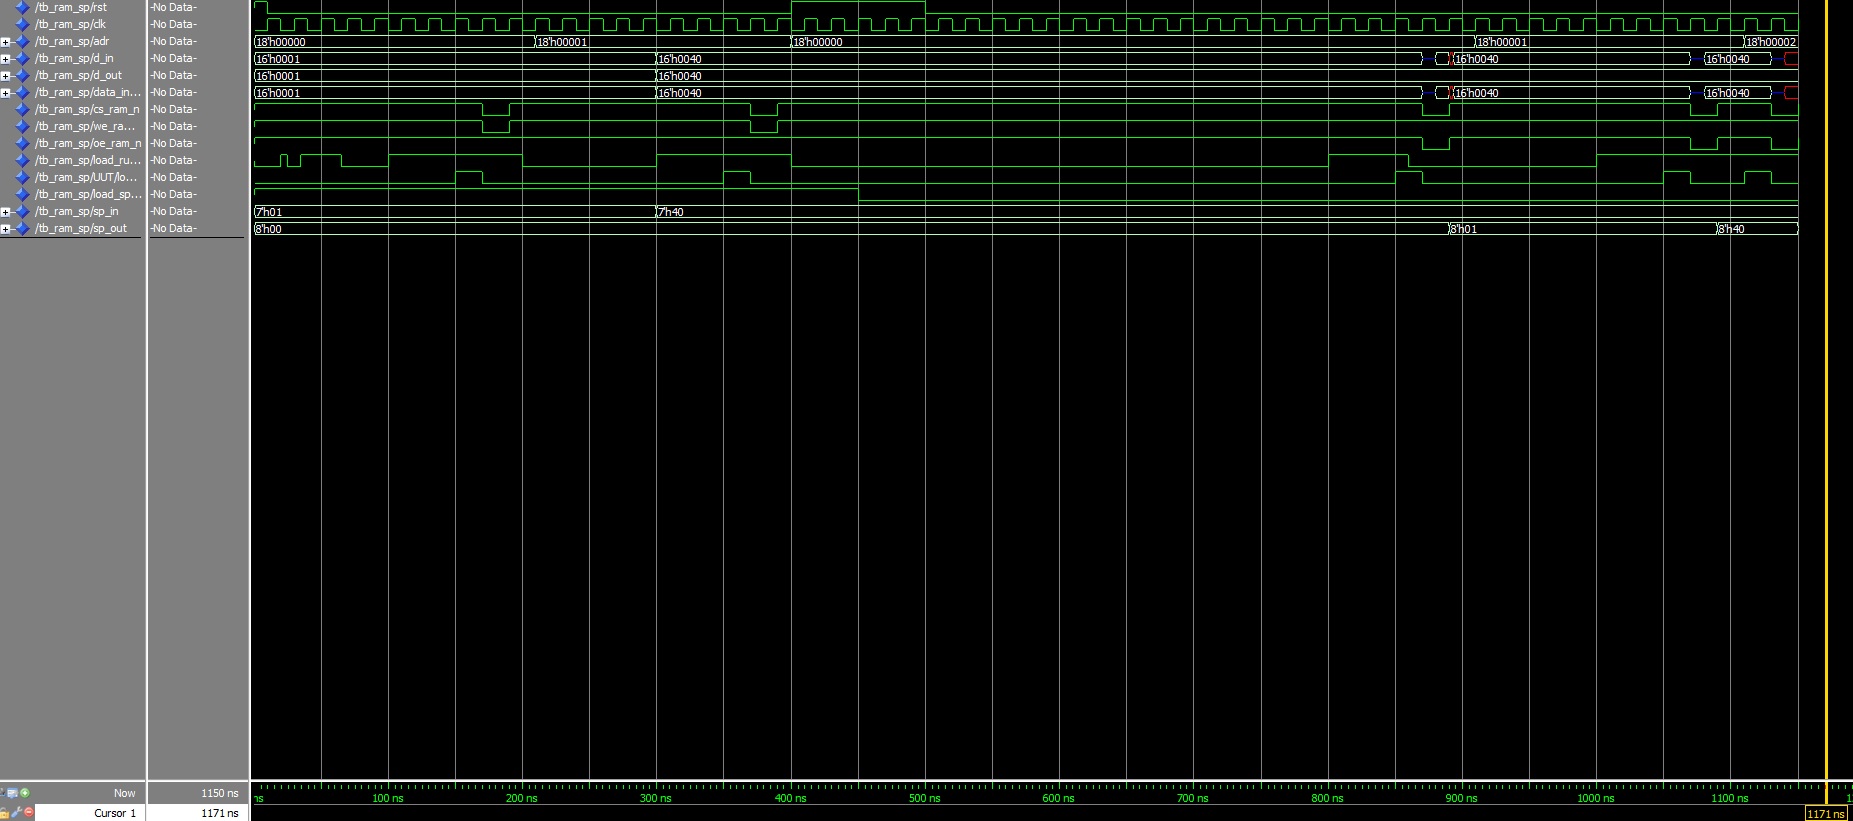 /tb_ram_sp/rst -No Data-
/tb_ram_sp/clk -No Data-
/tb_ram_sp/adr -No Data- 18'h00000 18'h00001 18'h00000 18'h00001 18'h00002
/tb_ram_sp/d_in -No Data- 16'h0001 16'h0040 16'h0040 16'h0040
/tb_ram_sp/d_out -No Data- 16'h0001 16'h0040
/tb_ram_sp/data_in... -No Data- 16'h0001 16'h0040 16'h0040 16'h0040
/tb_ram_sp/cs_ram_n -No Data-
/tb_ram_sp/we_ra... -No Data-
/tb_ram_sp/oe_ram_n -No Data-
/tb_ram_sp/load_ru... -No Data-
/tb_ram_sp/UUT/lo... -No Data-
/tb_ram_sp/load_sp... -No Data-
/tb_ram_sp/sp_in -No Data- 7'h01 7'h40
/tb_ram_sp/sp_out -No Data- 8'h00 8'h01 8'h40
Now 1150 ns ns 100 ns 200 ns 300 ns 400 ns 500 ns 600 ns 700 ns 800 ns 900 ns 1000 ns 1100 ns
Cursor 1 1171 ns 1171 ns